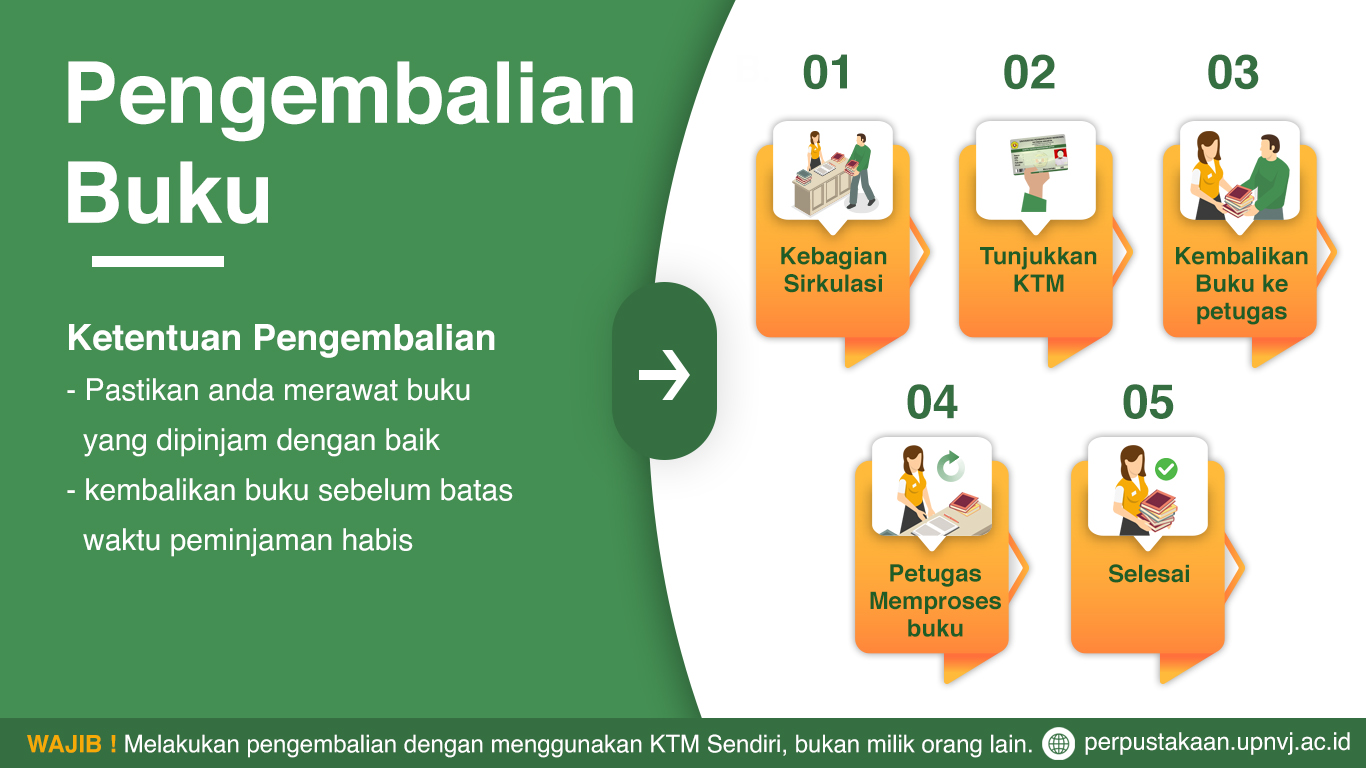 Pengembalian
Buku
Ketentuan Pengembalian
- Pastikan anda merawat buku
yang dipinjam dengan baik
- kembalikan buku sebelum batas
waktu peminjaman habis
01
02
03
Kebagian
Sirkulasi
Tunjukkan
KTM
Kembalikan
Buku ke
petugas
04
05
Petugas
Memproses
buku
Selesai
WAJIB ! Melakukan pengembalian dengan menggunakan KTM Sendiri, bukan milik orang lain.
perpustakaan.upnvj.ac.id